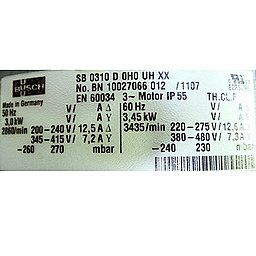 BUSCH
SB 0310 D 0H0 UH XX
No. BN 10027066 012 /1107
Made in Germany
EN 60034 3~ Motor IP 55 TH.CL.F
50 Hz V/ A 60 Hz V/ A
3,0kW V/ A 3,45 kW V/ A
2860/min 200-240 V/ 12,5 A Δ 3435/min 220-275 V/ 12,6 A
345-415 V/ 7,2 A Y 380-480 V/ 7,3 A
-260 270 mbar -240 230 mbar